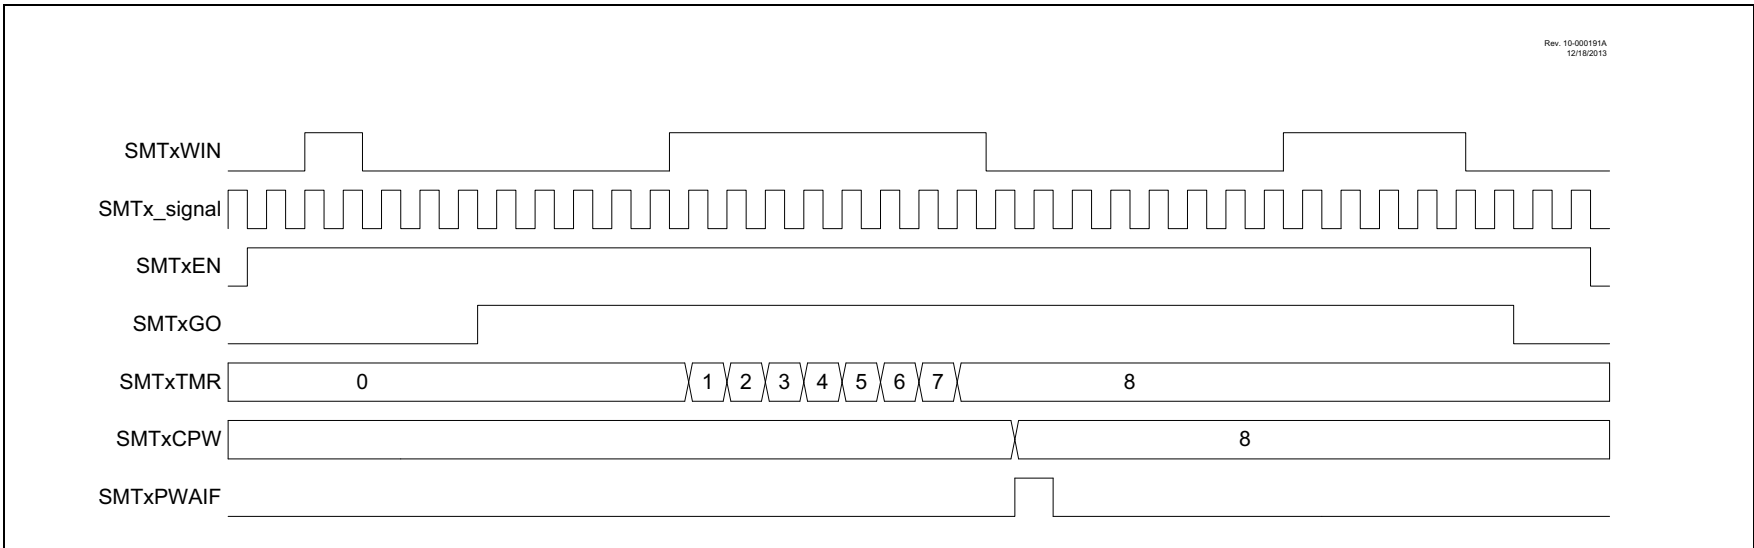 Rev. 10-000191A
12/18/2013
SMTxWIN
SMTx_signal
SMTxEN
SMTxGO
SMTxTMR 0 1 2 3 4 5 6 7 8
SMTxCPW 8
SMTxPWAIF